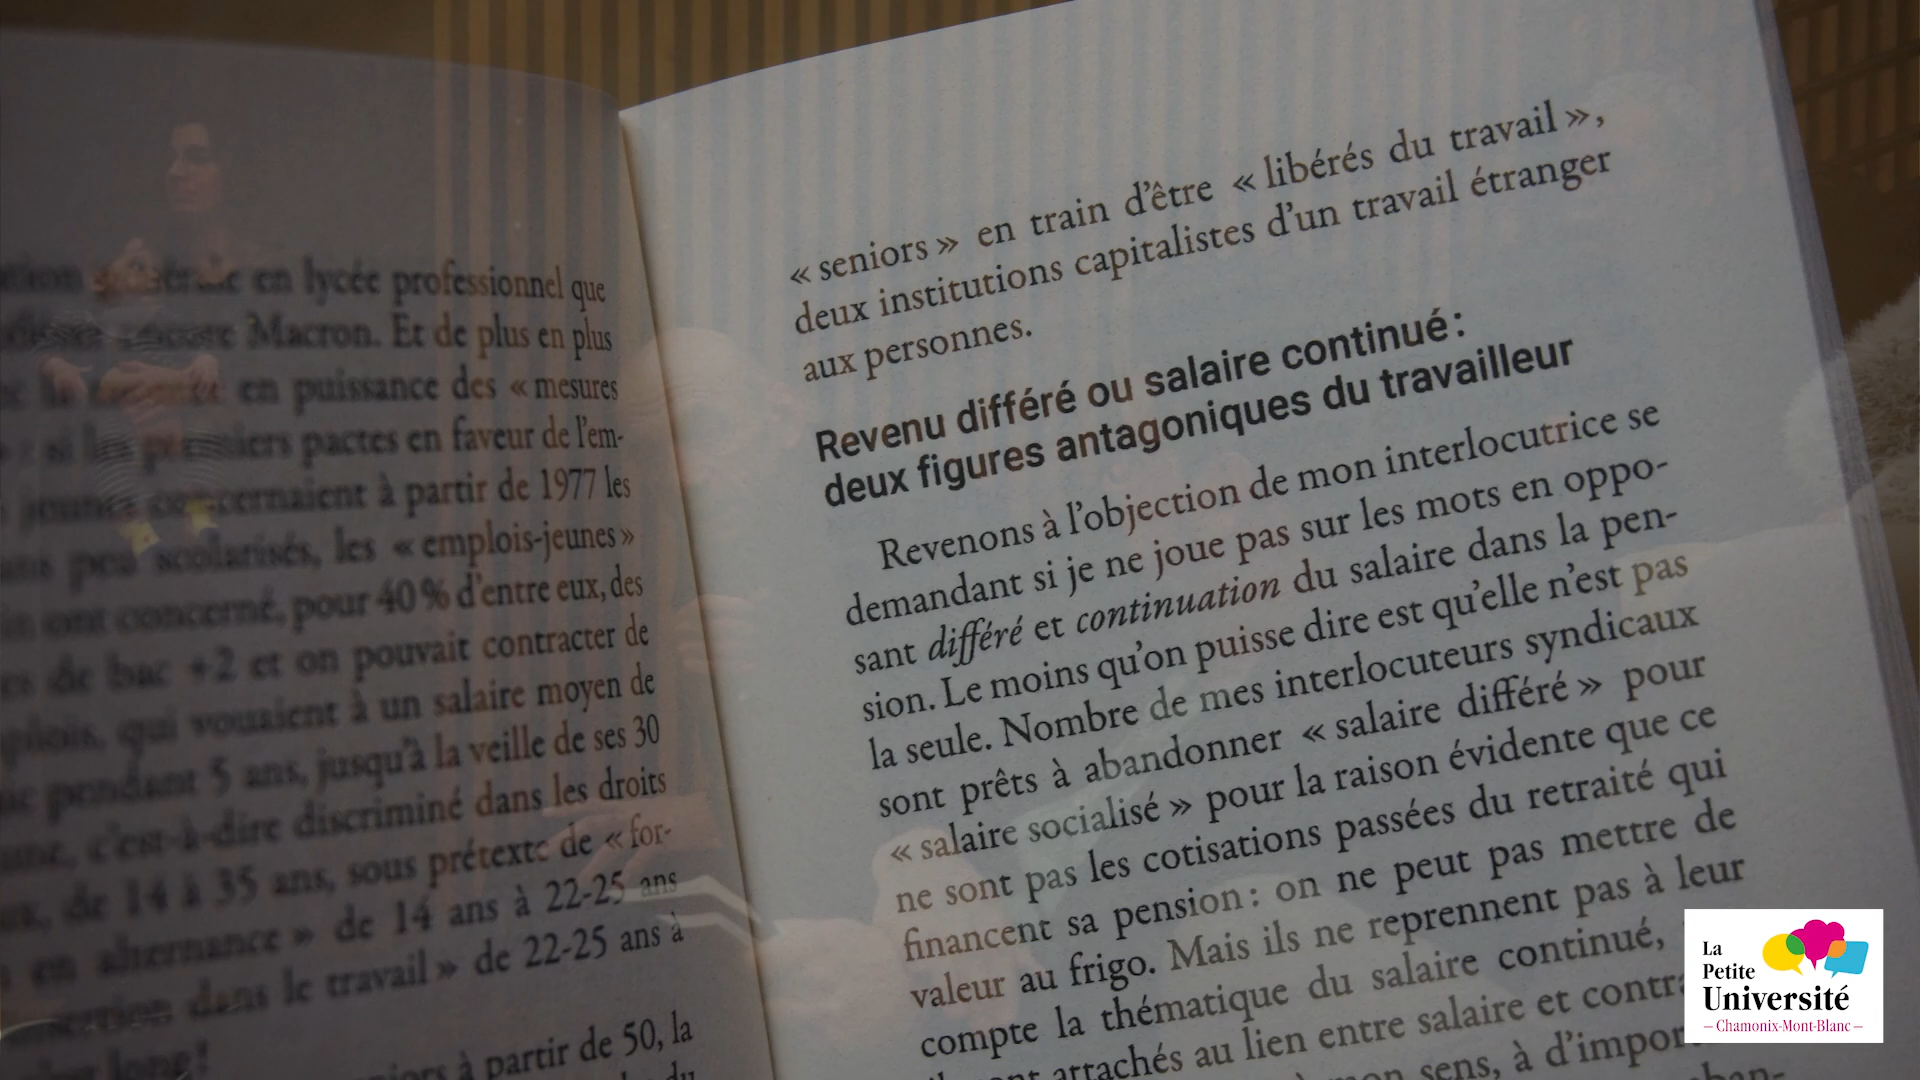 générale en lycée professionnel que
encore Macron. Et de plus en plus
en puissance des « mesures
si les premiers pactes en faveur de l'em-
jeunes concernaient à partir de 1977 les
peu scolarisés, les « emplois-jeunes »
ont concerné, pour 40 % d'entre eux, des
de bac +2 et on pouvait contracter de
qui vouaient à un salaire moyen de
pendant 5 ans, jusqu'à la veille de ses 30
c'est-à-dire discriminé dans les droits
de 14 à 35 ans, sous prétexte de « for-
en alternance » de 14 ans à 22-25 ans
dans le travail » de 22-25 ans à
long !
à partir de 50, la
du
« seniors » en train d'être « libérés du travail »,
deux institutions capitalistes d'un travail étranger
aux personnes.
Revenu différé ou salaire continué :
deux figures antagoniques du travailleur
Revenons à l'objection de mon interlocutrice se
demandant si je ne joue pas sur les mots en oppo-
sant différé et continuation du salaire dans la pen-
sion. Le moins qu'on puisse dire est qu'elle n'est pas
la seule. Nombre de mes interlocuteurs syndicaux
sont prêts à abandonner « salaire différé » pour
« salaire socialisé » pour la raison évidente que ce
ne sont pas les cotisations passées du retraité qui
financent sa pension : on ne peut pas mettre de
valeur au frigo. Mais ils ne reprennent pas à leur
compte la thématique du salaire continué,
attachés au lien entre salaire et
mon sens, à
La
Petite
Université
Chamonix-Mont-Blanc